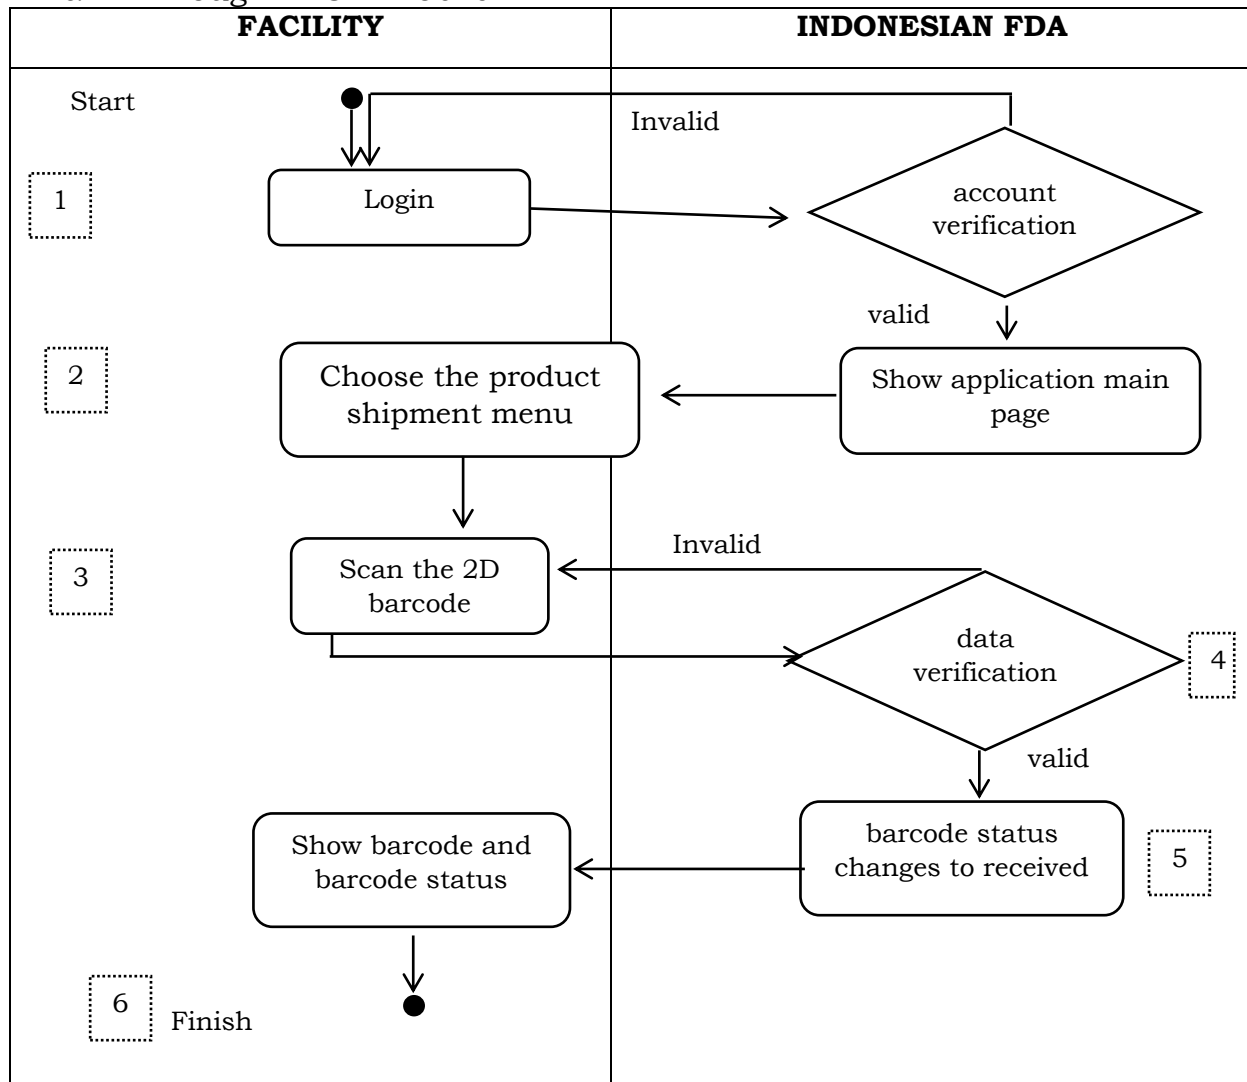 FACILITY
INDONESIAN FDA
Start
Invalid
1
Login
account
verification
valid
2
Choose the product
shipment menu
Show application main
page
3
Scan the 2D
barcode
Invalid
data
verification
4
valid
Show barcode and
barcode status
barcode status
changes to received
5
6
Finish